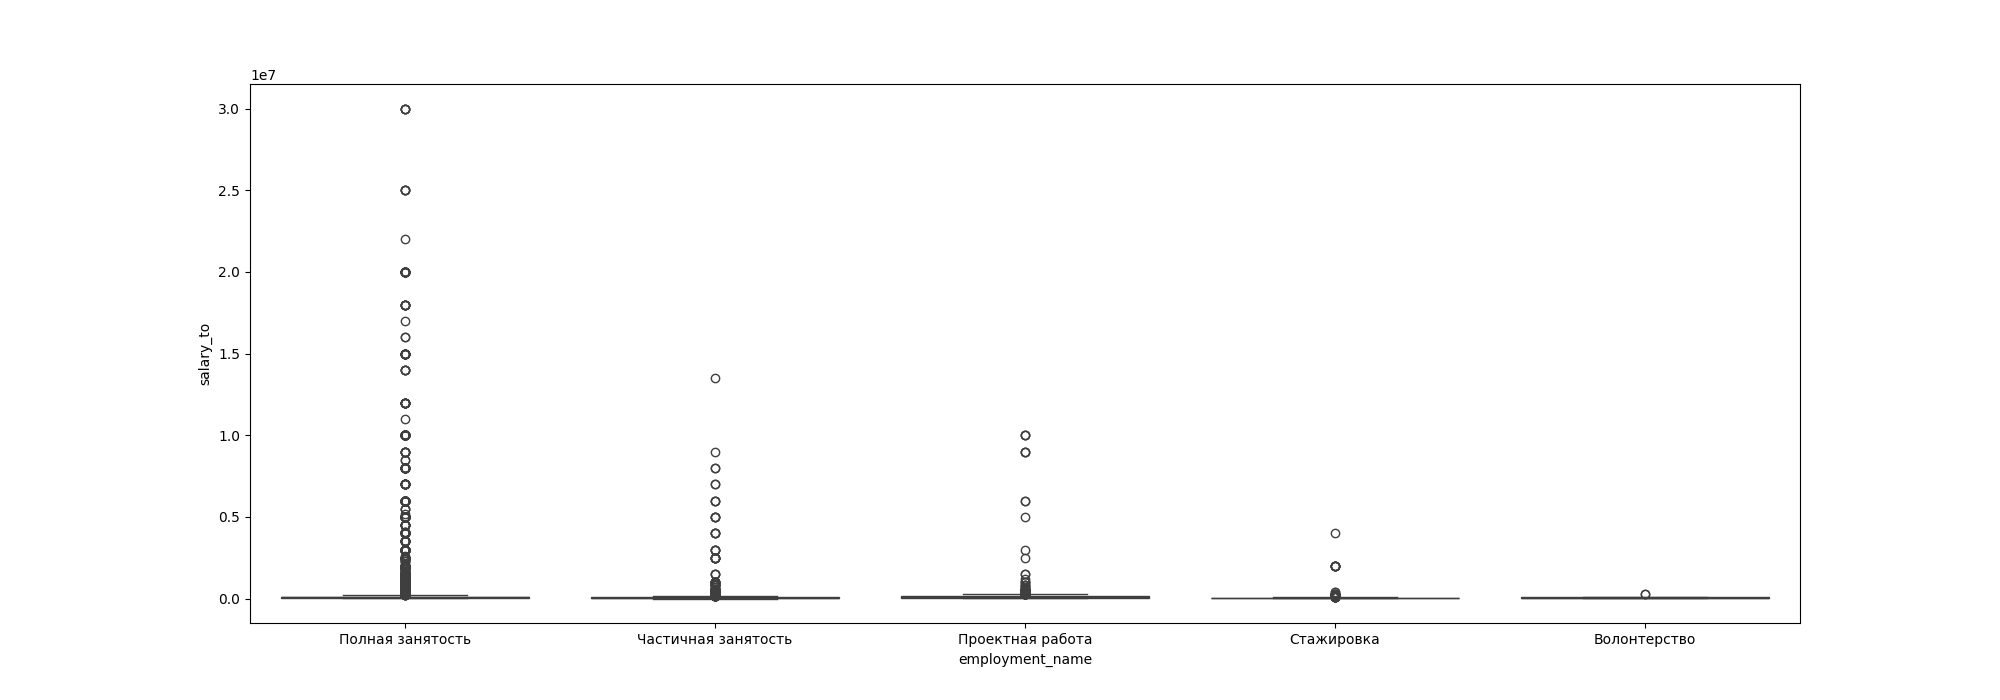 1e7
3.0
2.5
2.0
1.5
1.0
0.5
0.0
salary_to
Полная занятость Частичная занятость Проектная работа Стажировка Волонтерство
employment_name